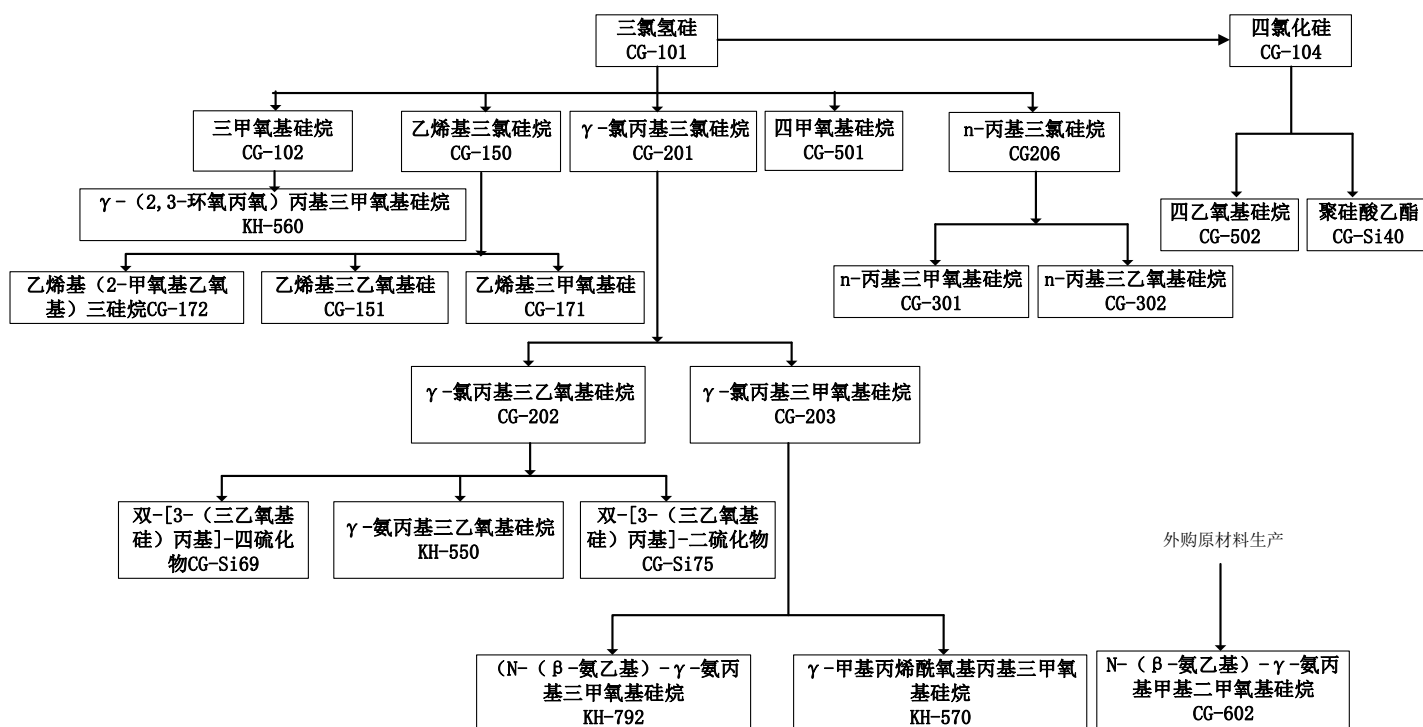 三氯氢硅
CG-101
四氯化硅
CG-104
三甲氧基硅烷
CG-102
乙烯基三氯硅烷
CG-150
γ-氯丙基三氯硅烷
CG-201
四甲氧基硅烷
CG-501
n-丙基三氯硅烷
CG206
γ-（2,3-环氧丙氧）丙基三甲氧基硅烷
KH-560
四乙氧基硅烷
CG-502
聚硅酸乙酯
CG-Si40
乙烯基（2-甲氧基乙氧
基）三硅烷CG-172
乙烯基三乙氧基硅
CG-151
乙烯基三甲氧基硅
CG-171
n-丙基三甲氧基硅烷
CG-301
n-丙基三乙氧基硅烷
CG-302
γ-氯丙基三乙氧基硅烷
CG-202
γ-氯丙基三甲氧基硅烷
CG-203
双-[3-（三乙氧基
硅）丙基]-四硫化
物CG-Si69
γ-氨丙基三乙氧基硅烷
KH-550
双-[3-（三乙氧基
硅）丙基]-二硫化物
CG-Si75
外购原材料生产
（N-（β-氨乙基）-γ-氨丙
基三甲氧基硅烷
KH-792
γ-甲基丙烯酰氧基丙基三甲氧
基硅烷
KH-570
N-（β-氨乙基）-γ-氨丙
基甲基二甲氧基硅烷
CG-602